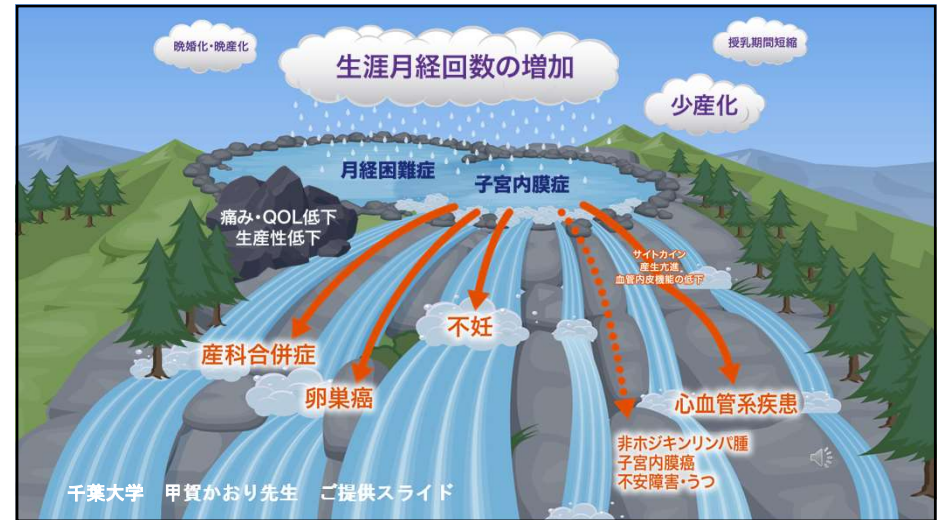 晩婚化・晩産化
生涯月経回数の増加
授乳期間短縮
少産化
月経困難症
子宮内膜症
痛み・QOL低下
生産性低下
サイトカイン
産生亢進
血管内皮機能の低下
不妊
産科合併症
卵巣癌
心血管系疾患
非ホジキンリンパ腫
子宮内膜癌
不安障害・うつ
千葉大学 甲賀かおり先生 ご提供スライド